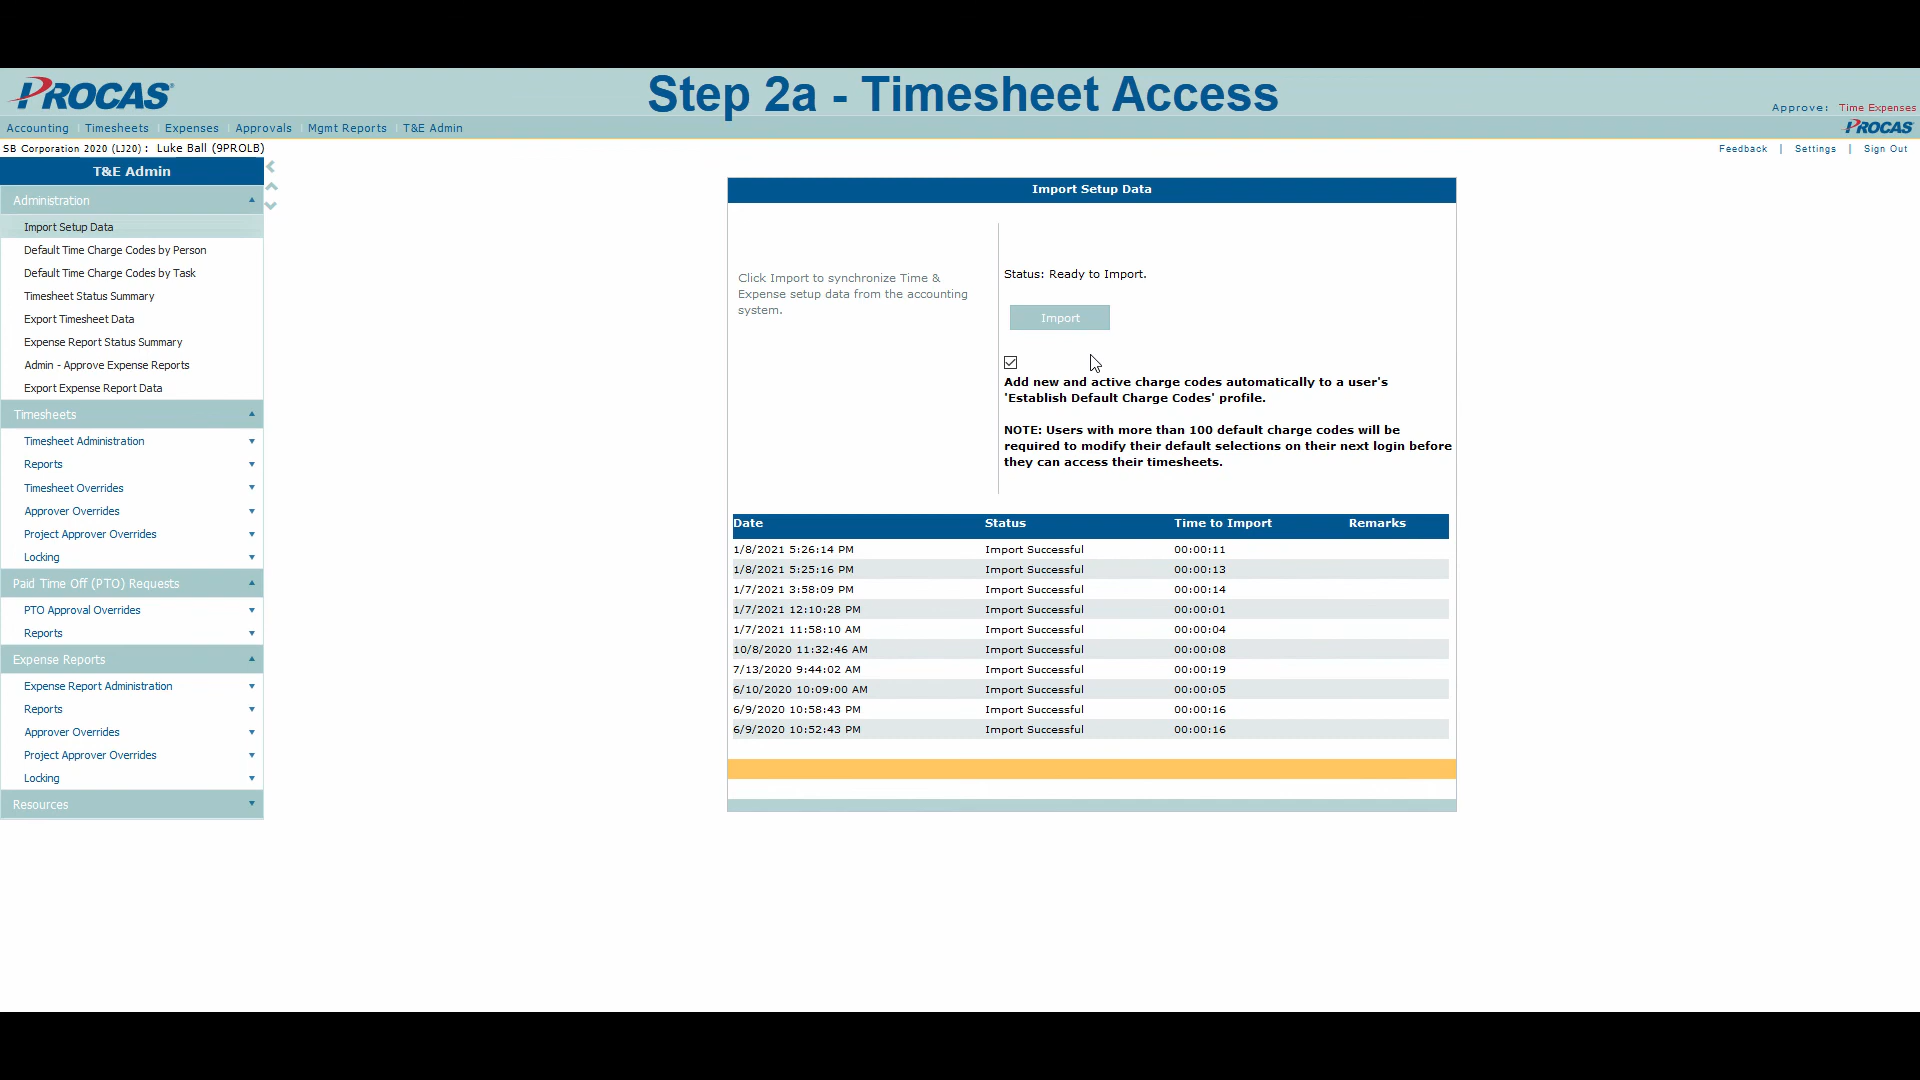 PROCAS
Step 2a - Timesheet Access
Approve: Time Expenses
Accounting Timesheets Expenses Approvals Mgmt Reports T&E Admin
PROCAS
SB Corporation 2020 (LJ20) : Luke Ball (9PROLB)
Feedback | Settings | Sign Out
T&E Admin
Administration
Import Setup Data
Default Time Charge Codes by Person
Default Time Charge Codes by Task
Timesheet Status Summary
Export Timesheet Data
Expense Report Status Summary
Admin - Approve Expense Reports
Export Expense Report Data
Timesheets
Timesheet Administration
Reports
Timesheet Overrides
Approver Overrides
Project Approver Overrides
Locking
Paid Time Off (PTO) Requests
PTO Approval Overrides
Reports
Expense Reports
Expense Report Administration
Reports
Approver Overrides
Project Approver Overrides
Locking
Resources
Import Setup Data
Click Import to synchronize Time &
Expense setup data from the accounting
system.
Status: Ready to Import.
Import
Add new and active charge codes automatically to a user's
'Establish Default Charge Codes' profile.
NOTE: Users with more than 100 default charge codes will be
required to modify their default selections on their next login before
they can access their timesheets.
Date Status Time to Import Remarks
1/8/2021 5:26:14 PM Import Successful 00:00:11
1/8/2021 5:25:16 PM Import Successful 00:00:13
1/7/2021 3:58:09 PM Import Successful 00:00:14
1/7/2021 12:10:28 PM Import Successful 00:00:01
1/7/2021 11:58:10 AM Import Successful 00:00:04
10/8/2020 11:32:46 AM Import Successful 00:00:08
7/13/2020 9:44:02 AM Import Successful 00:00:19
6/10/2020 10:09:00 AM Import Successful 00:00:05
6/9/2020 10:58:43 PM Import Successful 00:00:16
6/9/2020 10:52:43 PM Import Successful 00:00:16